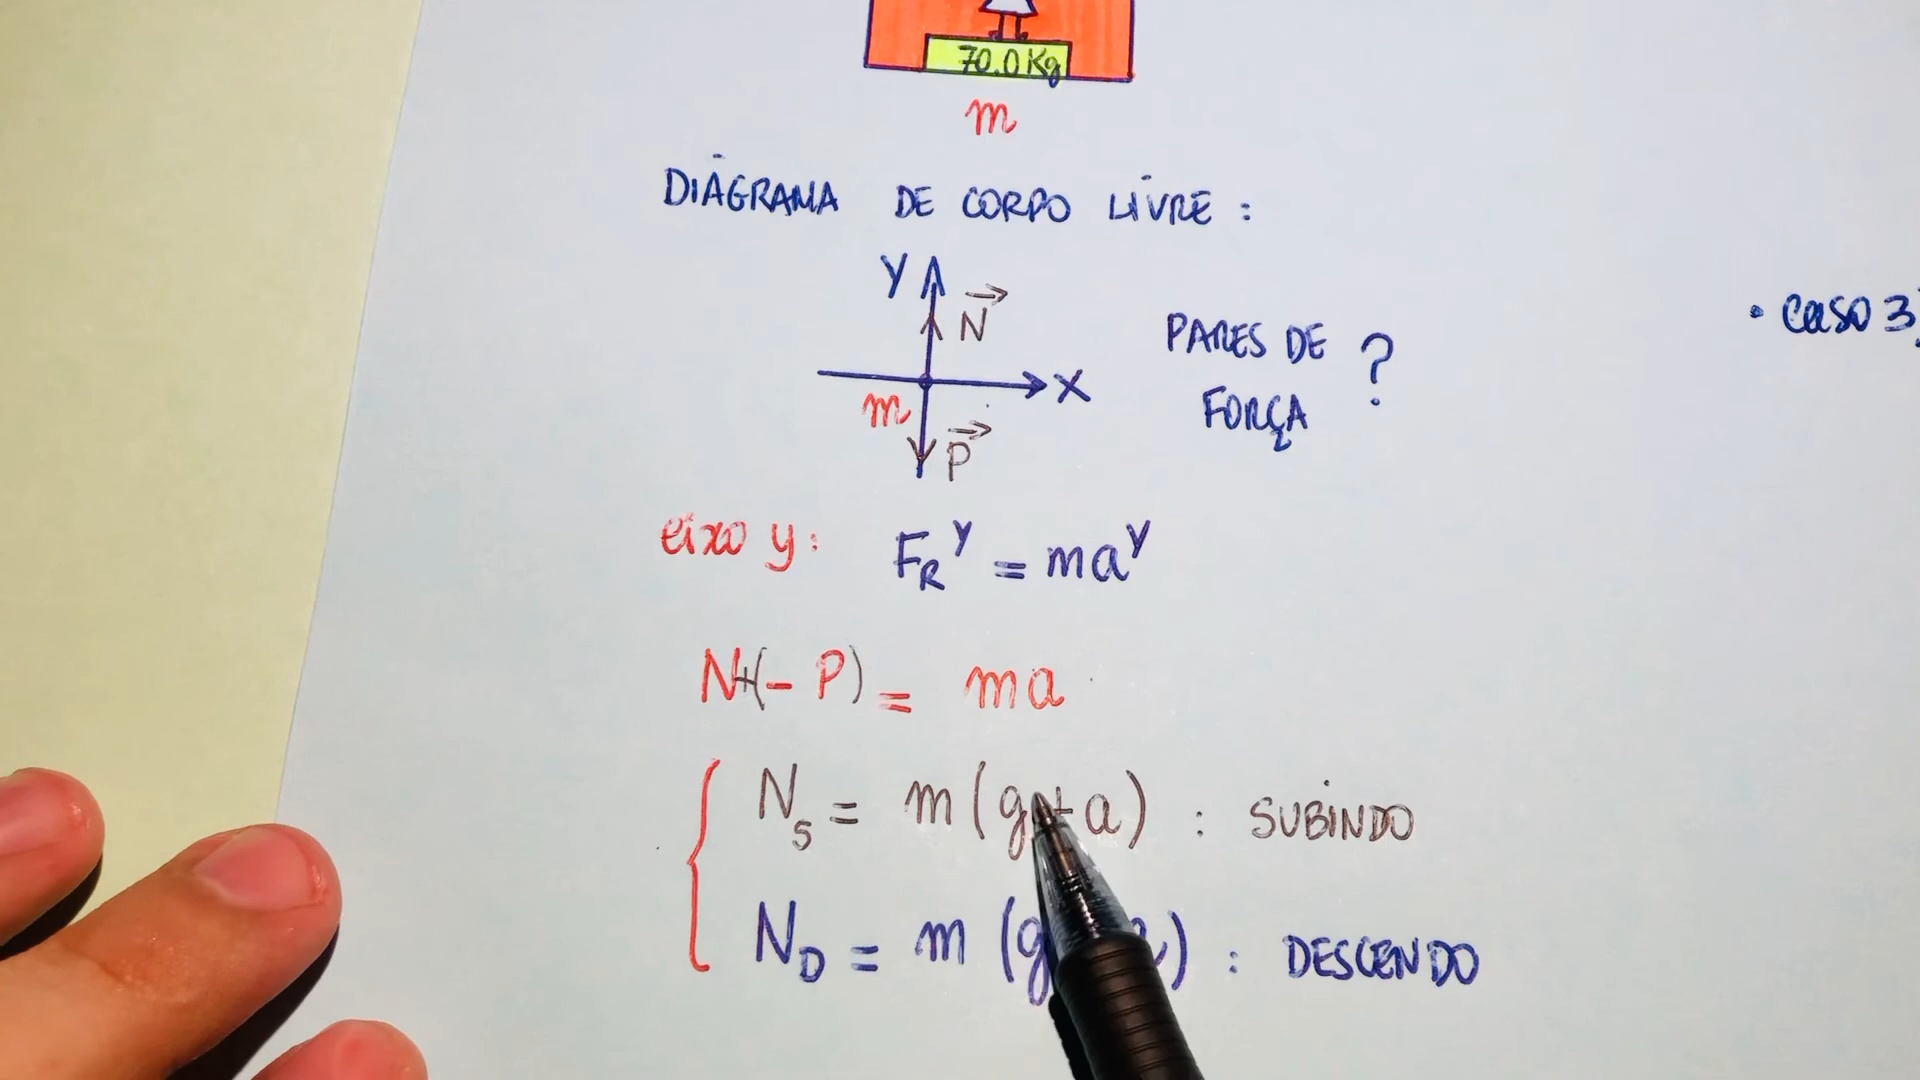 70.0 Kg
m
DIAGRAMA DE CORPO LIVRE :
Y
N
X
m
P
PARES DE
FORÇA ?
• Caso 3
eixo y: F_R^Y = ma^Y
N+(- P) = ma
N_S = m (g + a) : SUBINDO
N_D = m (g ) : DESCENDO